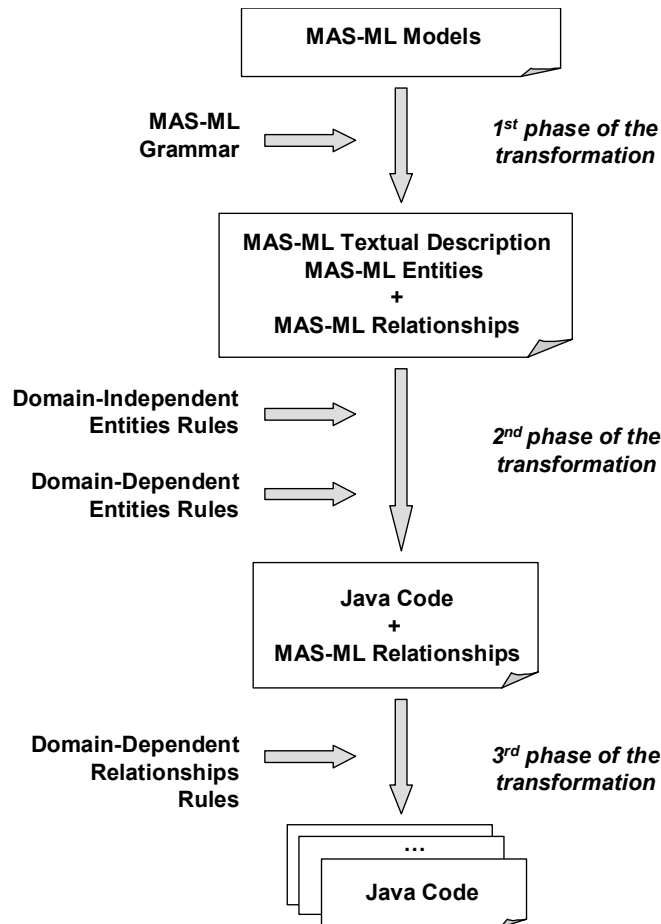 MAS-ML Models
MAS-ML
Grammar
1st phase of the
transformation
MAS-ML Textual Description
MAS-ML Entities
+
MAS-ML Relationships
Domain-Independent
Entities Rules
2nd phase of the
transformation
Domain-Dependent
Entities Rules
Java Code
+
MAS-ML Relationships
Domain-Dependent
Relationships
Rules
3rd phase of the
transformation
...
Java Code